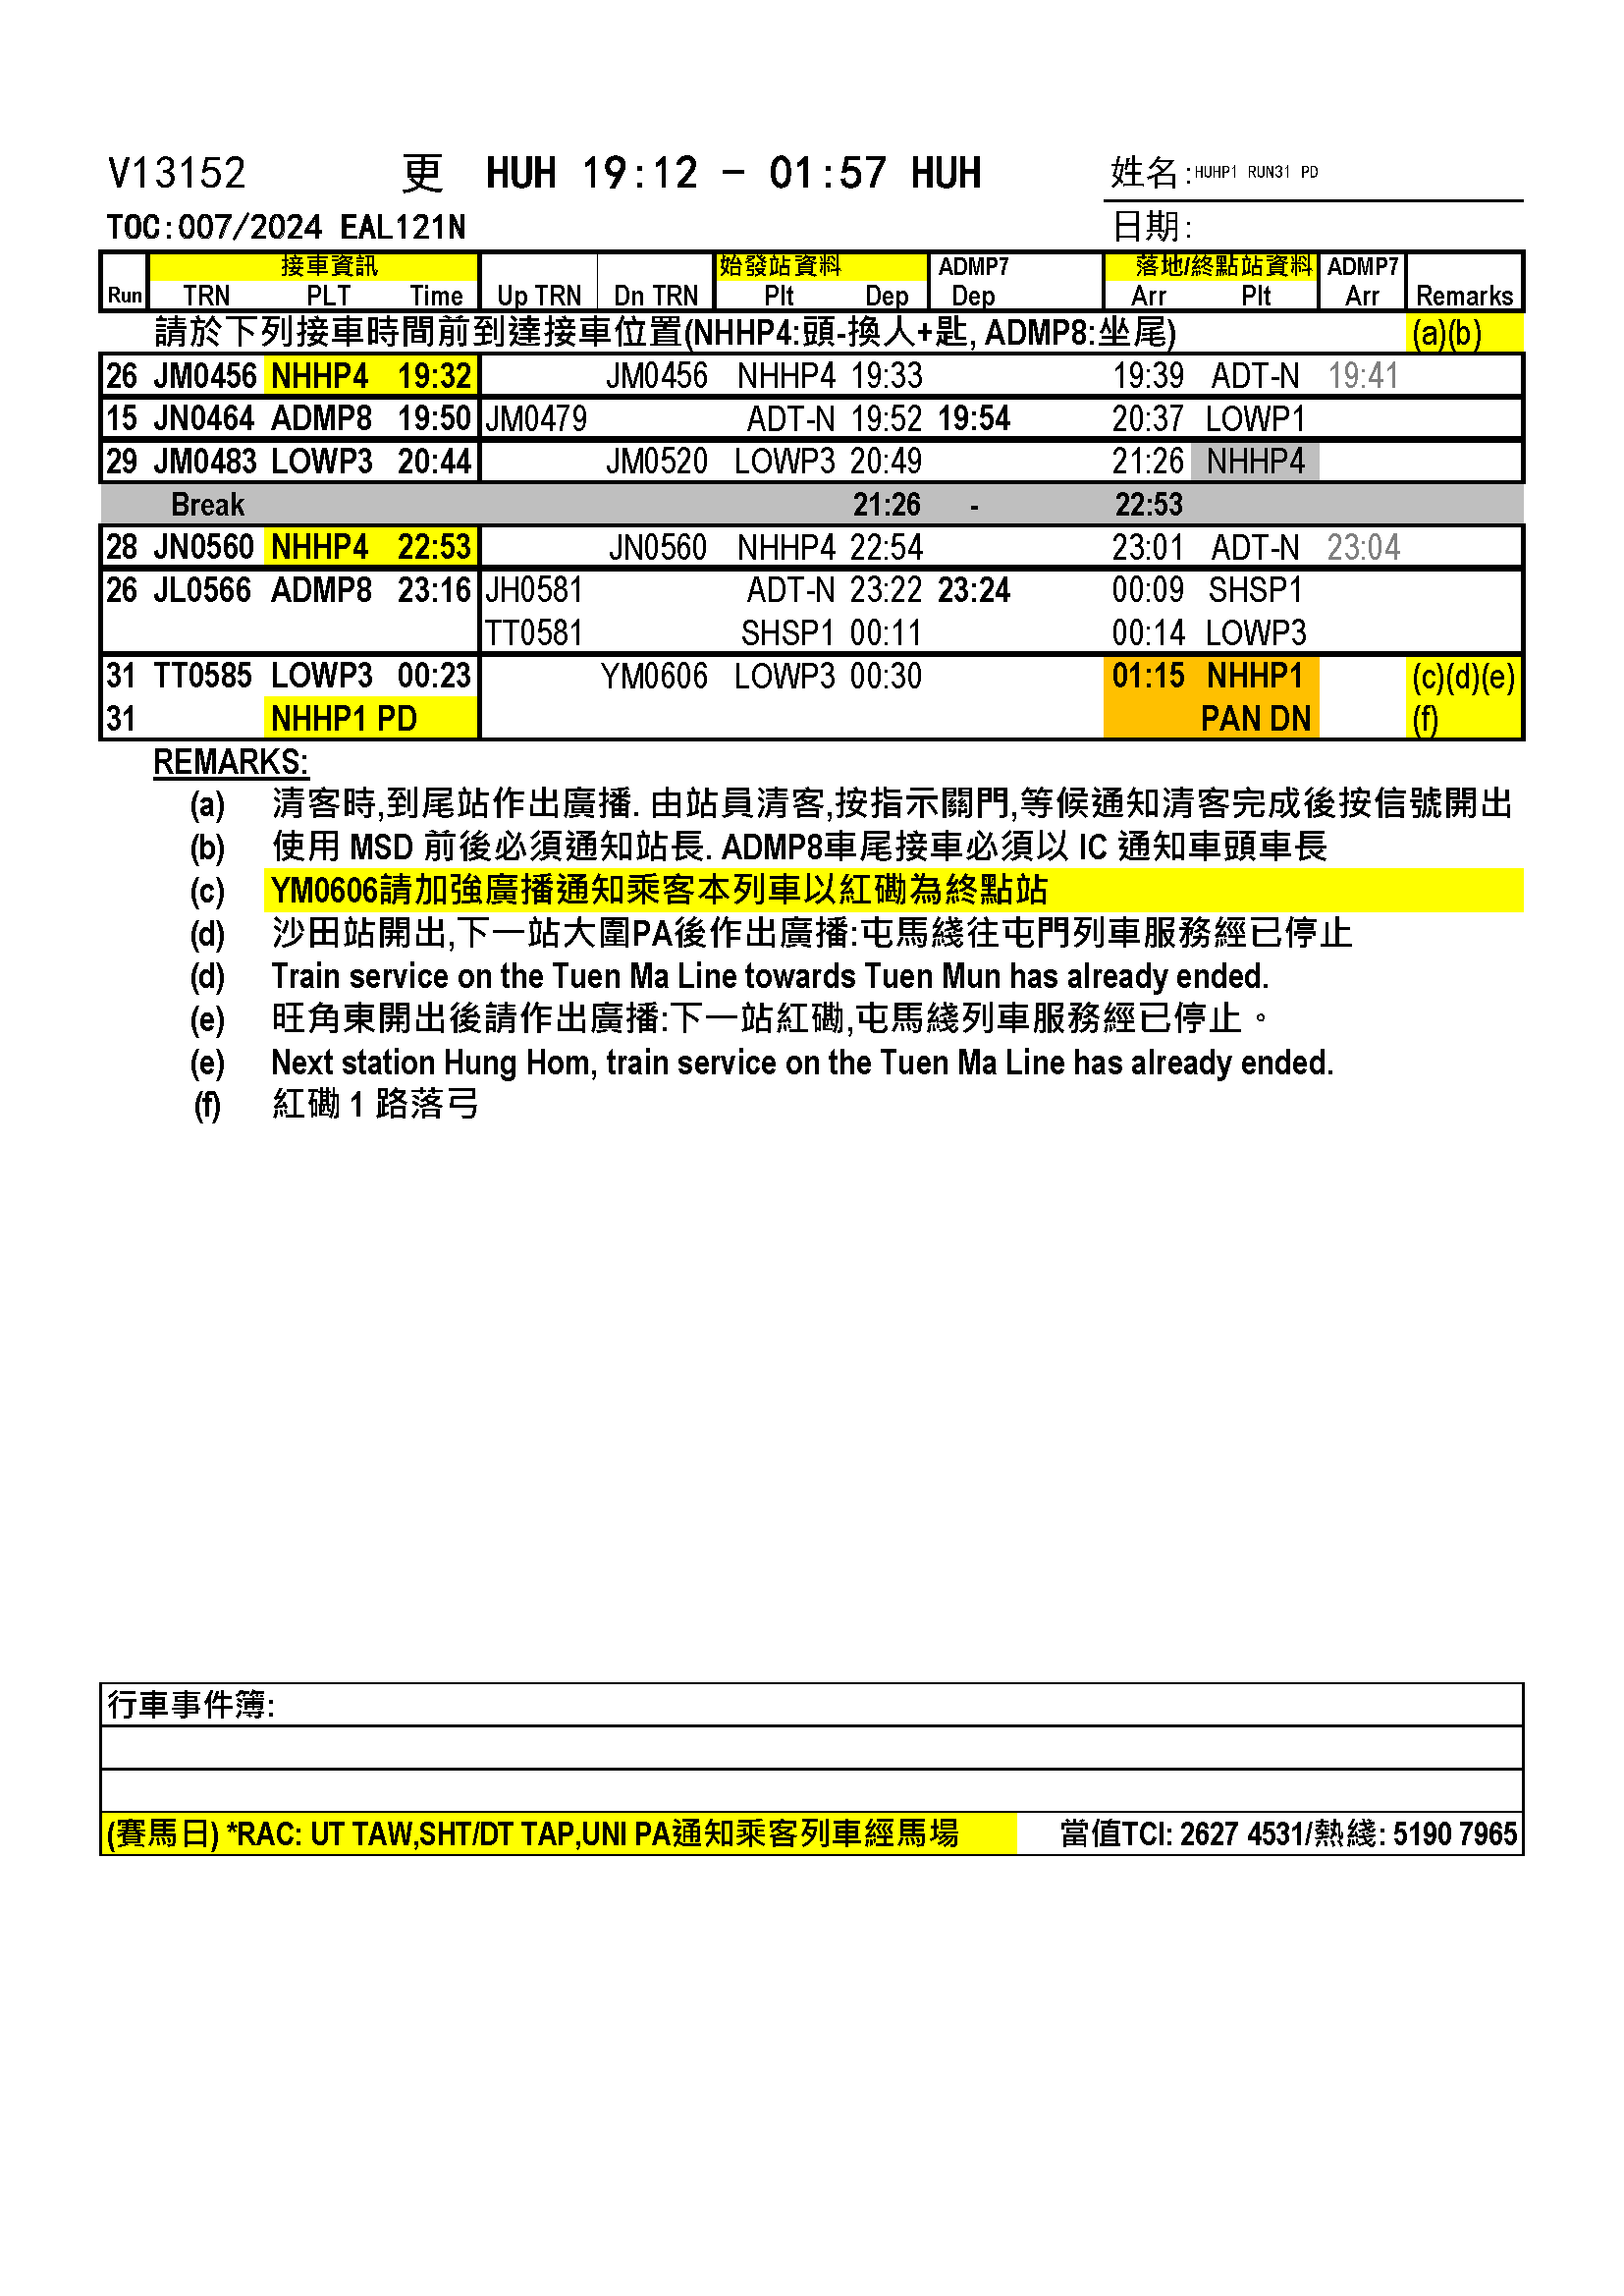 V13152 更 HUH 19:12 - 01:57 HUH 姓名:HUHP1 RUN31 PD
TOC:007/2024 EAL121N 日期:
接車資訊 始發站資料 ADMP7 落地/終點站資料 ADMP7
Run TRN PLT Time Up TRN Dn TRN Plt Dep Dep Arr Plt Arr Remarks
請於下列接車時間前到達接車位置(NHHP4:頭-換人+匙, ADMP8:坐尾) (a)(b)
26 JM0456 NHHP4 19:32 JM0456 NHHP4 19:33 19:39 ADT-N 19:41
15 JN0464 ADMP8 19:50 JM0479 ADT-N 19:52 19:54 20:37 LOWP1
29 JM0483 LOWP3 20:44 JM0520 LOWP3 20:49 21:26 NHHP4
Break 21:26 - 22:53
28 JN0560 NHHP4 22:53 JN0560 NHHP4 22:54 23:01 ADT-N 23:04
26 JL0566 ADMP8 23:16 JH0581 ADT-N 23:22 23:24 00:09 SHSP1
TT0581 SHSP1 00:11 00:14 LOWP3
31 TT0585 LOWP3 00:23 YM0606 LOWP3 00:30 01:15 NHHP1 (c)(d)(e)
31 NHHP1 PD PAN DN (f)
REMARKS:
(a) 清客時,到尾站作出廣播. 由站員清客,按指示關門,等候通知清客完成後按信號開出
(b) 使用 MSD 前後必須通知站長. ADMP8車尾接車必須以 IC 通知車頭車長
(c) YM0606請加強廣播通知乘客本列車以紅磡為終點站
(d) 沙田站開出,下一站大圍PA後作出廣播:屯馬綫往屯門列車服務經已停止
(d) Train service on the Tuen Ma Line towards Tuen Mun has already ended.
(e) 旺角東開出後請作出廣播:下一站紅磡,屯馬綫列車服務經已停止。
(e) Next station Hung Hom, train service on the Tuen Ma Line has already ended.
(f) 紅磡 1 路落弓
行車事件簿:
(賽馬日) *RAC: UT TAW,SHT/DT TAP,UNI PA通知乘客列車經馬場 當值TCI: 2627 4531/熱綫: 5190 7965